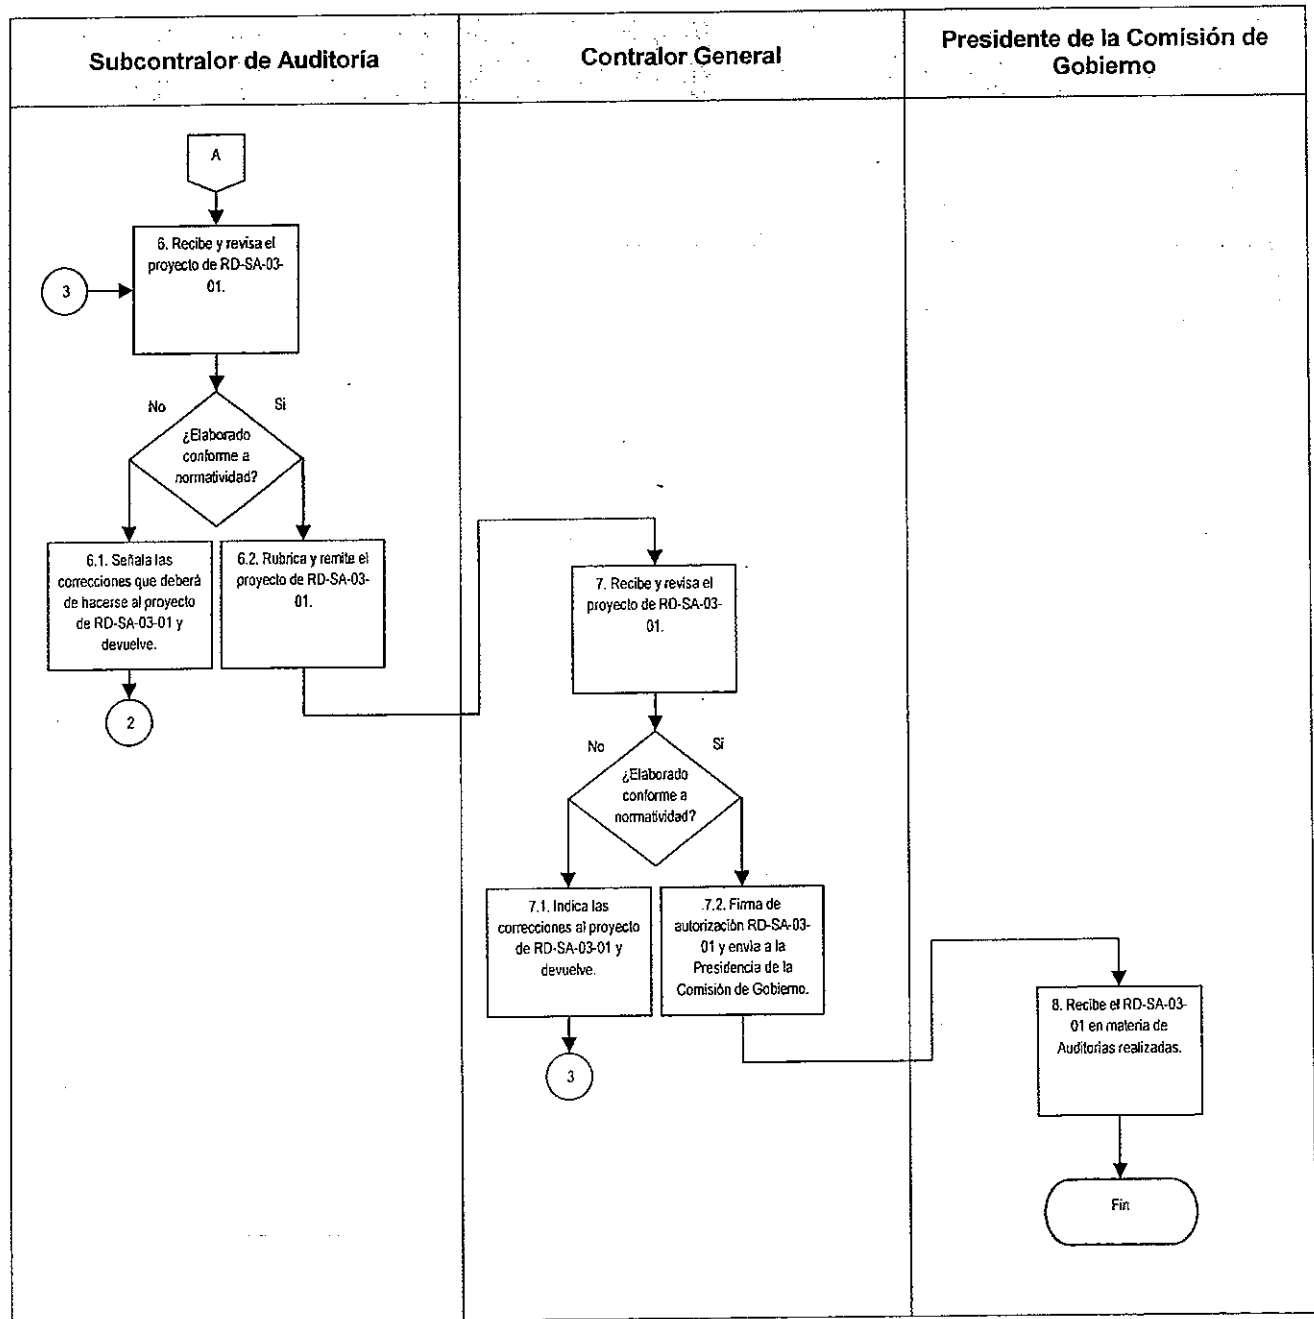 Subcontralor de Auditoría
Contralor General
Presidente de la Comisión de
Gobierno
A
6. Recibe y revisa el
proyecto de RD-SA-03-
01.
3
No
Si
¿Elaborado
conforme a
normatividad?
6.1. Señala las
correcciones que deberá
de hacerse al proyecto
de RD-SA-03-01 y
devuelve.
6.2. Rubrica y remite el
proyecto de RD-SA-03-
01.
2
7. Recibe y revisa el
proyecto de RD-SA-03-
01.
No
Si
¿Elaborado
conforme a
normatividad?
7.1. Indica las
correcciones al proyecto
de RD-SA-03-01 y
devuelve.
7.2. Firma de
autorización RD-SA-03-
01 y envia a la
Presidencia de la
Comisión de Gobierno.
3
8. Recibe el RD-SA-03-
01 en materia de
Auditorias realizadas.
Fin